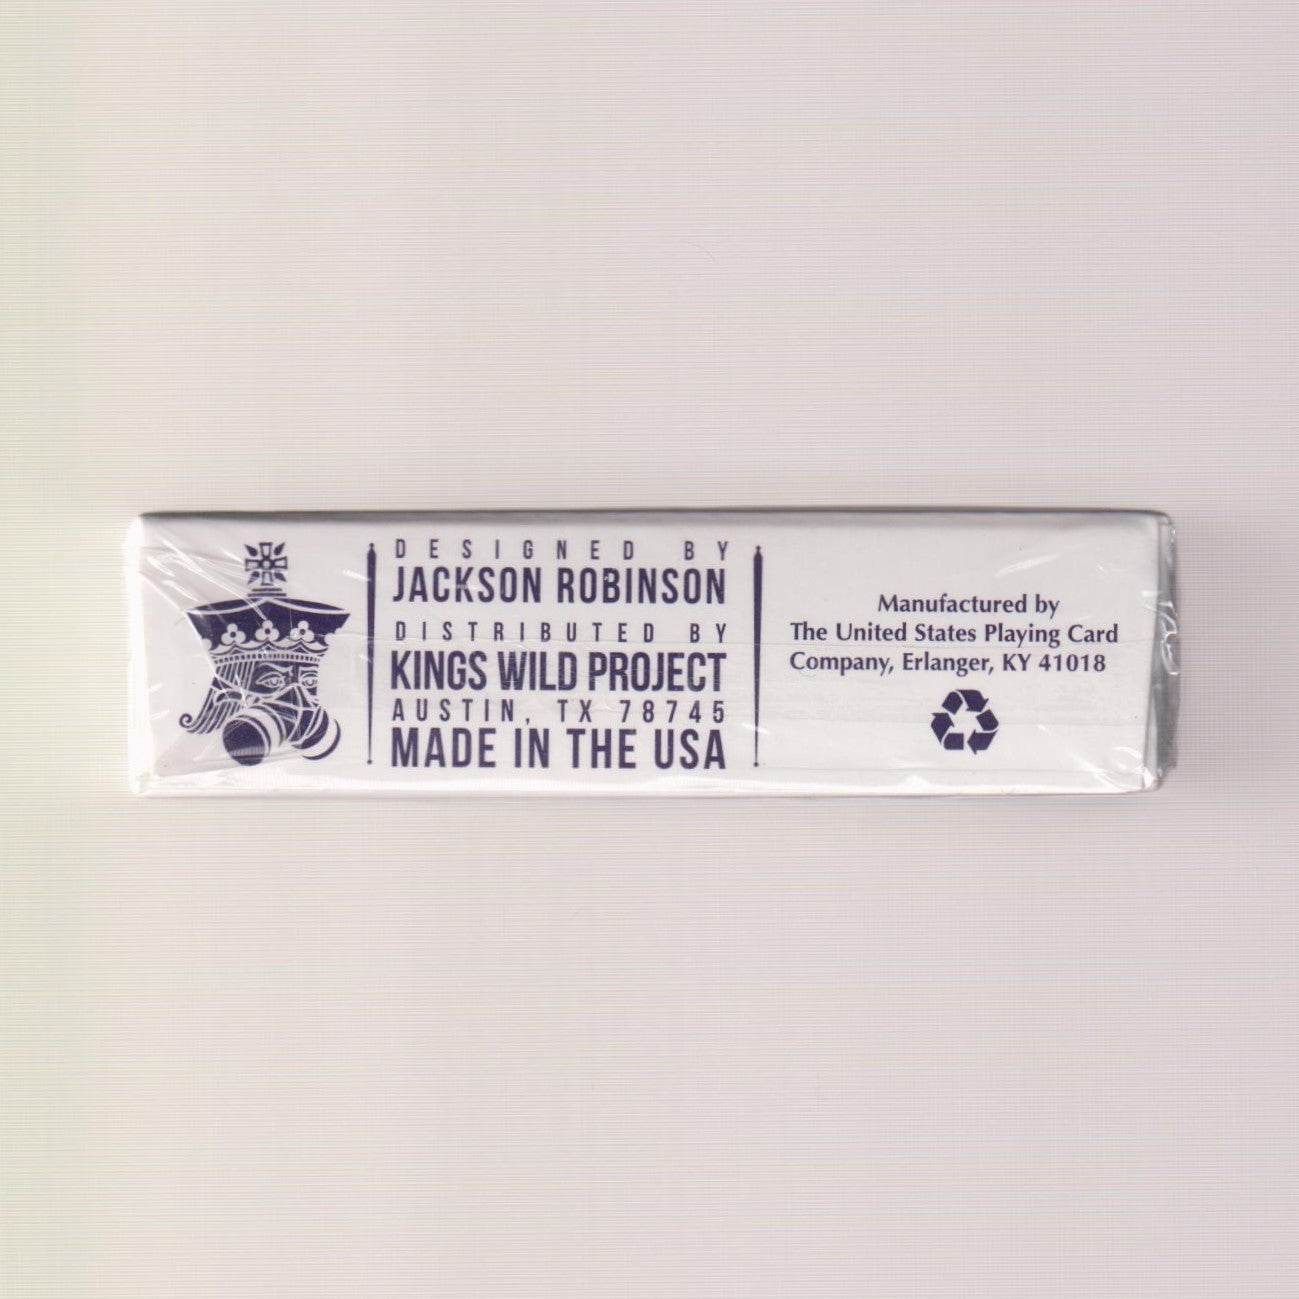 DESIGNED BY
JACKSON ROBINSON
DISTRIBUTED BY
KINGS WILD PROJECT
AUSTIN, TX 78745
MADE IN THE USA
Manufactured by
The United States Playing Card
Company, Erlanger, KY 41018